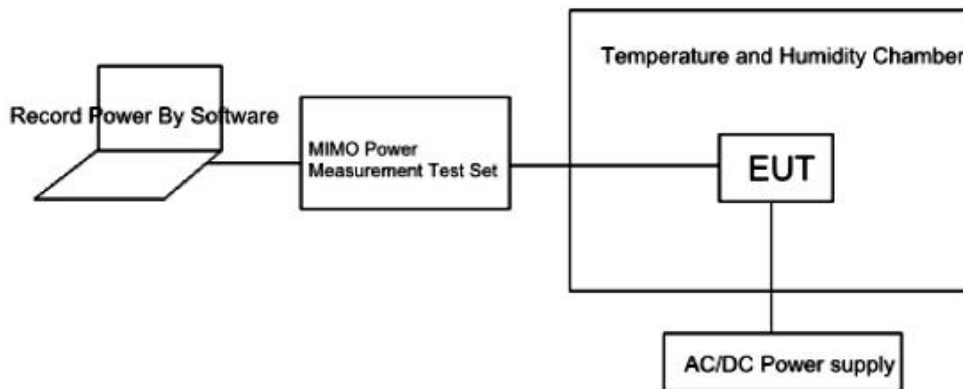 Temperature and Humidity Chamber
Record Power By Software
MIMO Power
Measurement Test Set
EUT
AC/DC Power supply